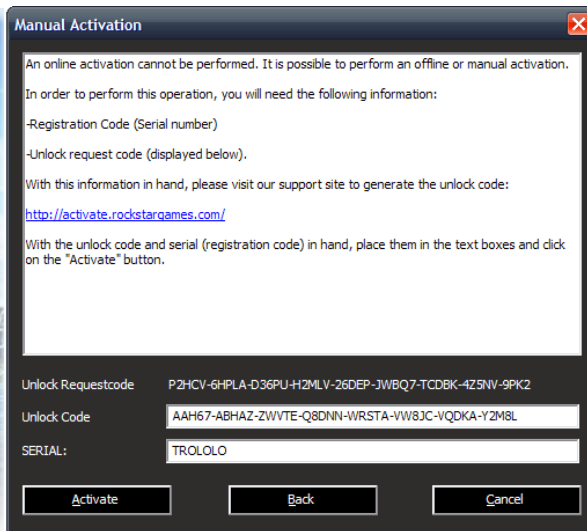 Manual Activation
An online activation cannot be performed. It is possible to perform an offline or manual activation.
In order to perform this operation, you will need the following information:
-Registration Code (Serial number)
-Unlock request code (displayed below).
With this information in hand, please visit our support site to generate the unlock code:
http://activate.rockstargames.com/
With the unlock code and serial (registration code) in hand, place them in the text boxes and click
on the "Activate" button.
Unlock Requestcode P2HCV-6HPLA-D36PU-H2MLV-26DEP-JWBQ7-TCDBK-4Z5NV-9PK2
Unlock Code AAH67-ABHAZ-ZWVTE-Q8DNN-WRSTA-VW8JC-VQDKA-Y2M8L
SERIAL: TROLOLO
Activate Back Cancel